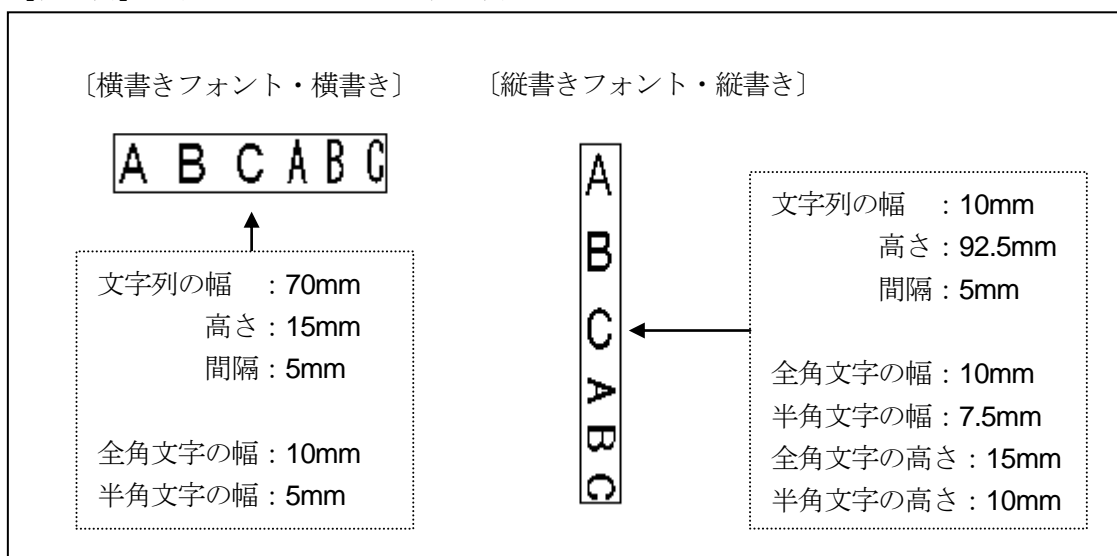 〔横書きフォント・横書き〕
ＡＢＣABC
文字列の幅　：70mm
高さ：15mm
間隔：5mm
全角文字の幅：10mm
半角文字の幅：5mm
〔縦書きフォント・縦書き〕
ＡＢＣABC
文字列の幅　：10mm
高さ：92.5mm
間隔：5mm
全角文字の幅：10mm
半角文字の幅：7.5mm
全角文字の高さ：15mm
半角文字の高さ：10mm